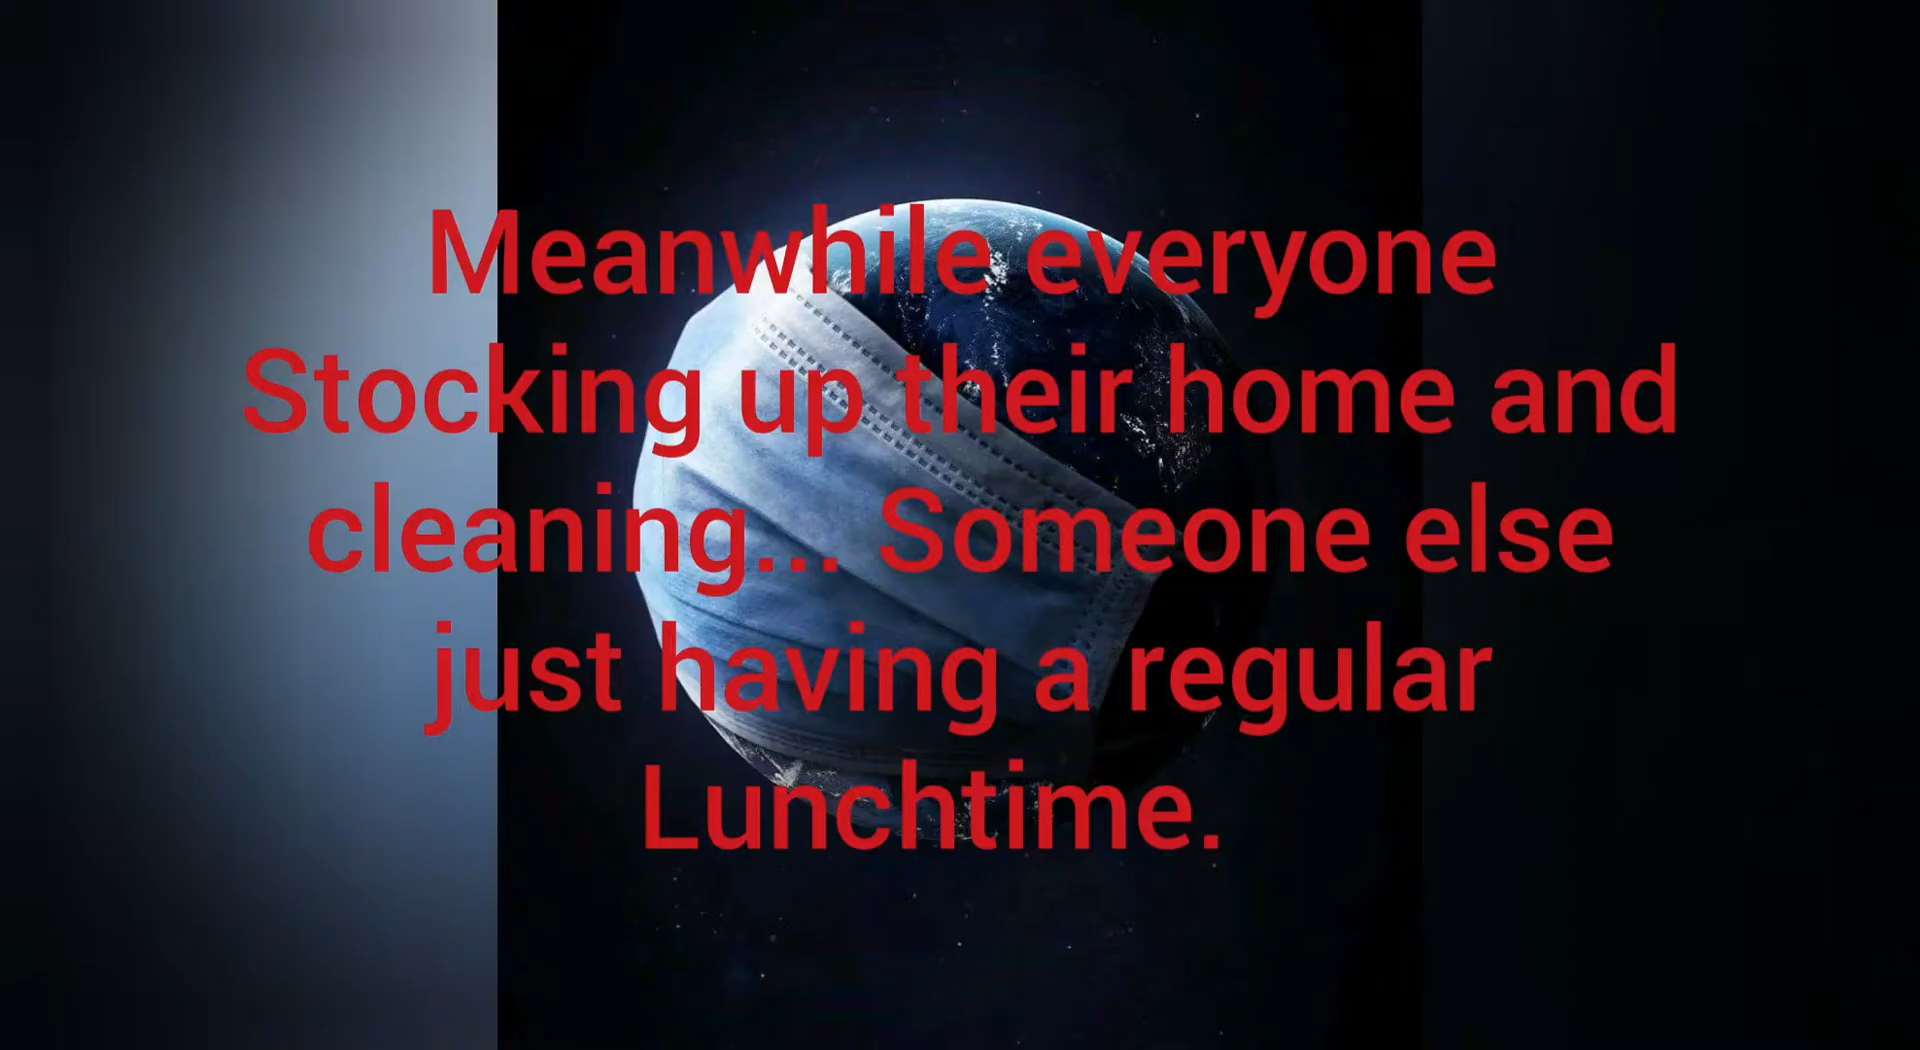 Meanwhile everyone
Stocking up their home and
cleaning... Someone else
just having a regular
Lunchtime.